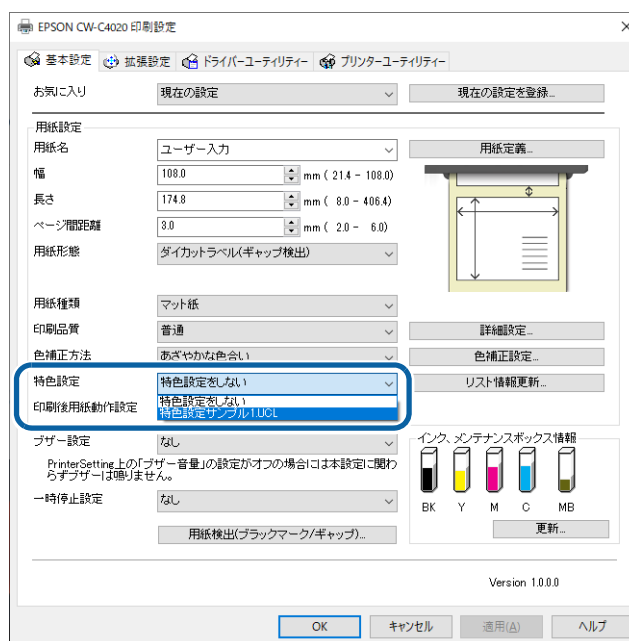 EPSON CW-C4020 印刷設定
基本設定 拡張設定 ドライバーユーティリティー プリンターユーティリティー
お気に入り 現在の設定 現在の設定を登録...
用紙設定
用紙名 ユーザー入力 用紙定義...
幅 108.0 mm ( 21.4 - 108.0)
長さ 174.8 mm ( 8.0 - 406.4)
ページ間距離 3.0 mm ( 2.0 - 6.0)
用紙形態 ダイカットラベル(ギャップ検出)
用紙種類 マット紙
印刷品質 普通 詳細設定...
色補正方法 あざやかな色合い 色補正設定...
特色設定 特色設定をしない リスト情報更新...
特色設定をしない
印刷後用紙動作設定 特色設定サンプル1.UCL
ブザー設定 なし インク、メンテナンスボックス情報
PrinterSetting上の「ブザー音量」の設定がオフの場合には本設定に関わ
らずブザーは鳴りません。
一時停止設定 なし
BK Y M C MB
用紙検出(ブラックマーク/ギャップ)... 更新...
Version 1.0.0.0
OK キャンセル 適用(A) ヘルプ